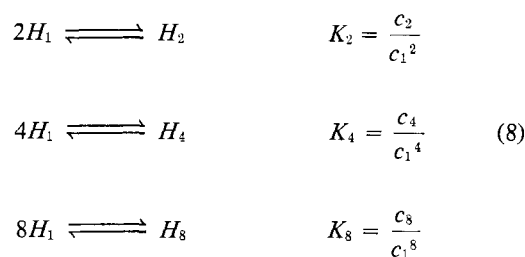 2H₁ ⇌ H₂ K₂ = c₂ / c₁²
4H₁ ⇌ H₄ K₄ = c₄ / c₁⁴ (8)
8H₁ ⇌ H₈ K₈ = c₈ / c₁⁸